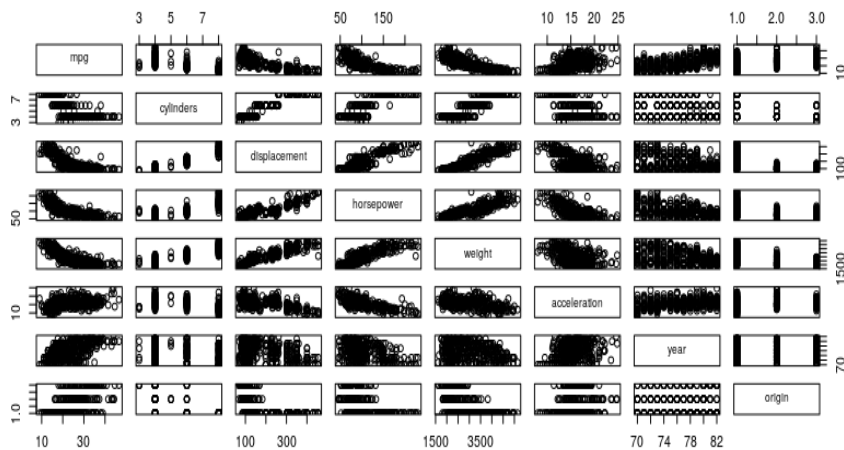 3 5 7 50 150 10 15 20 25 1.0 2.0 3.0
mpg 10
3 7 cylinders
displacement 100
50 horsepower
weight 1500
10 acceleration
year 70
1.0 origin
10 30 100 300 1500 3500 70 74 78 82